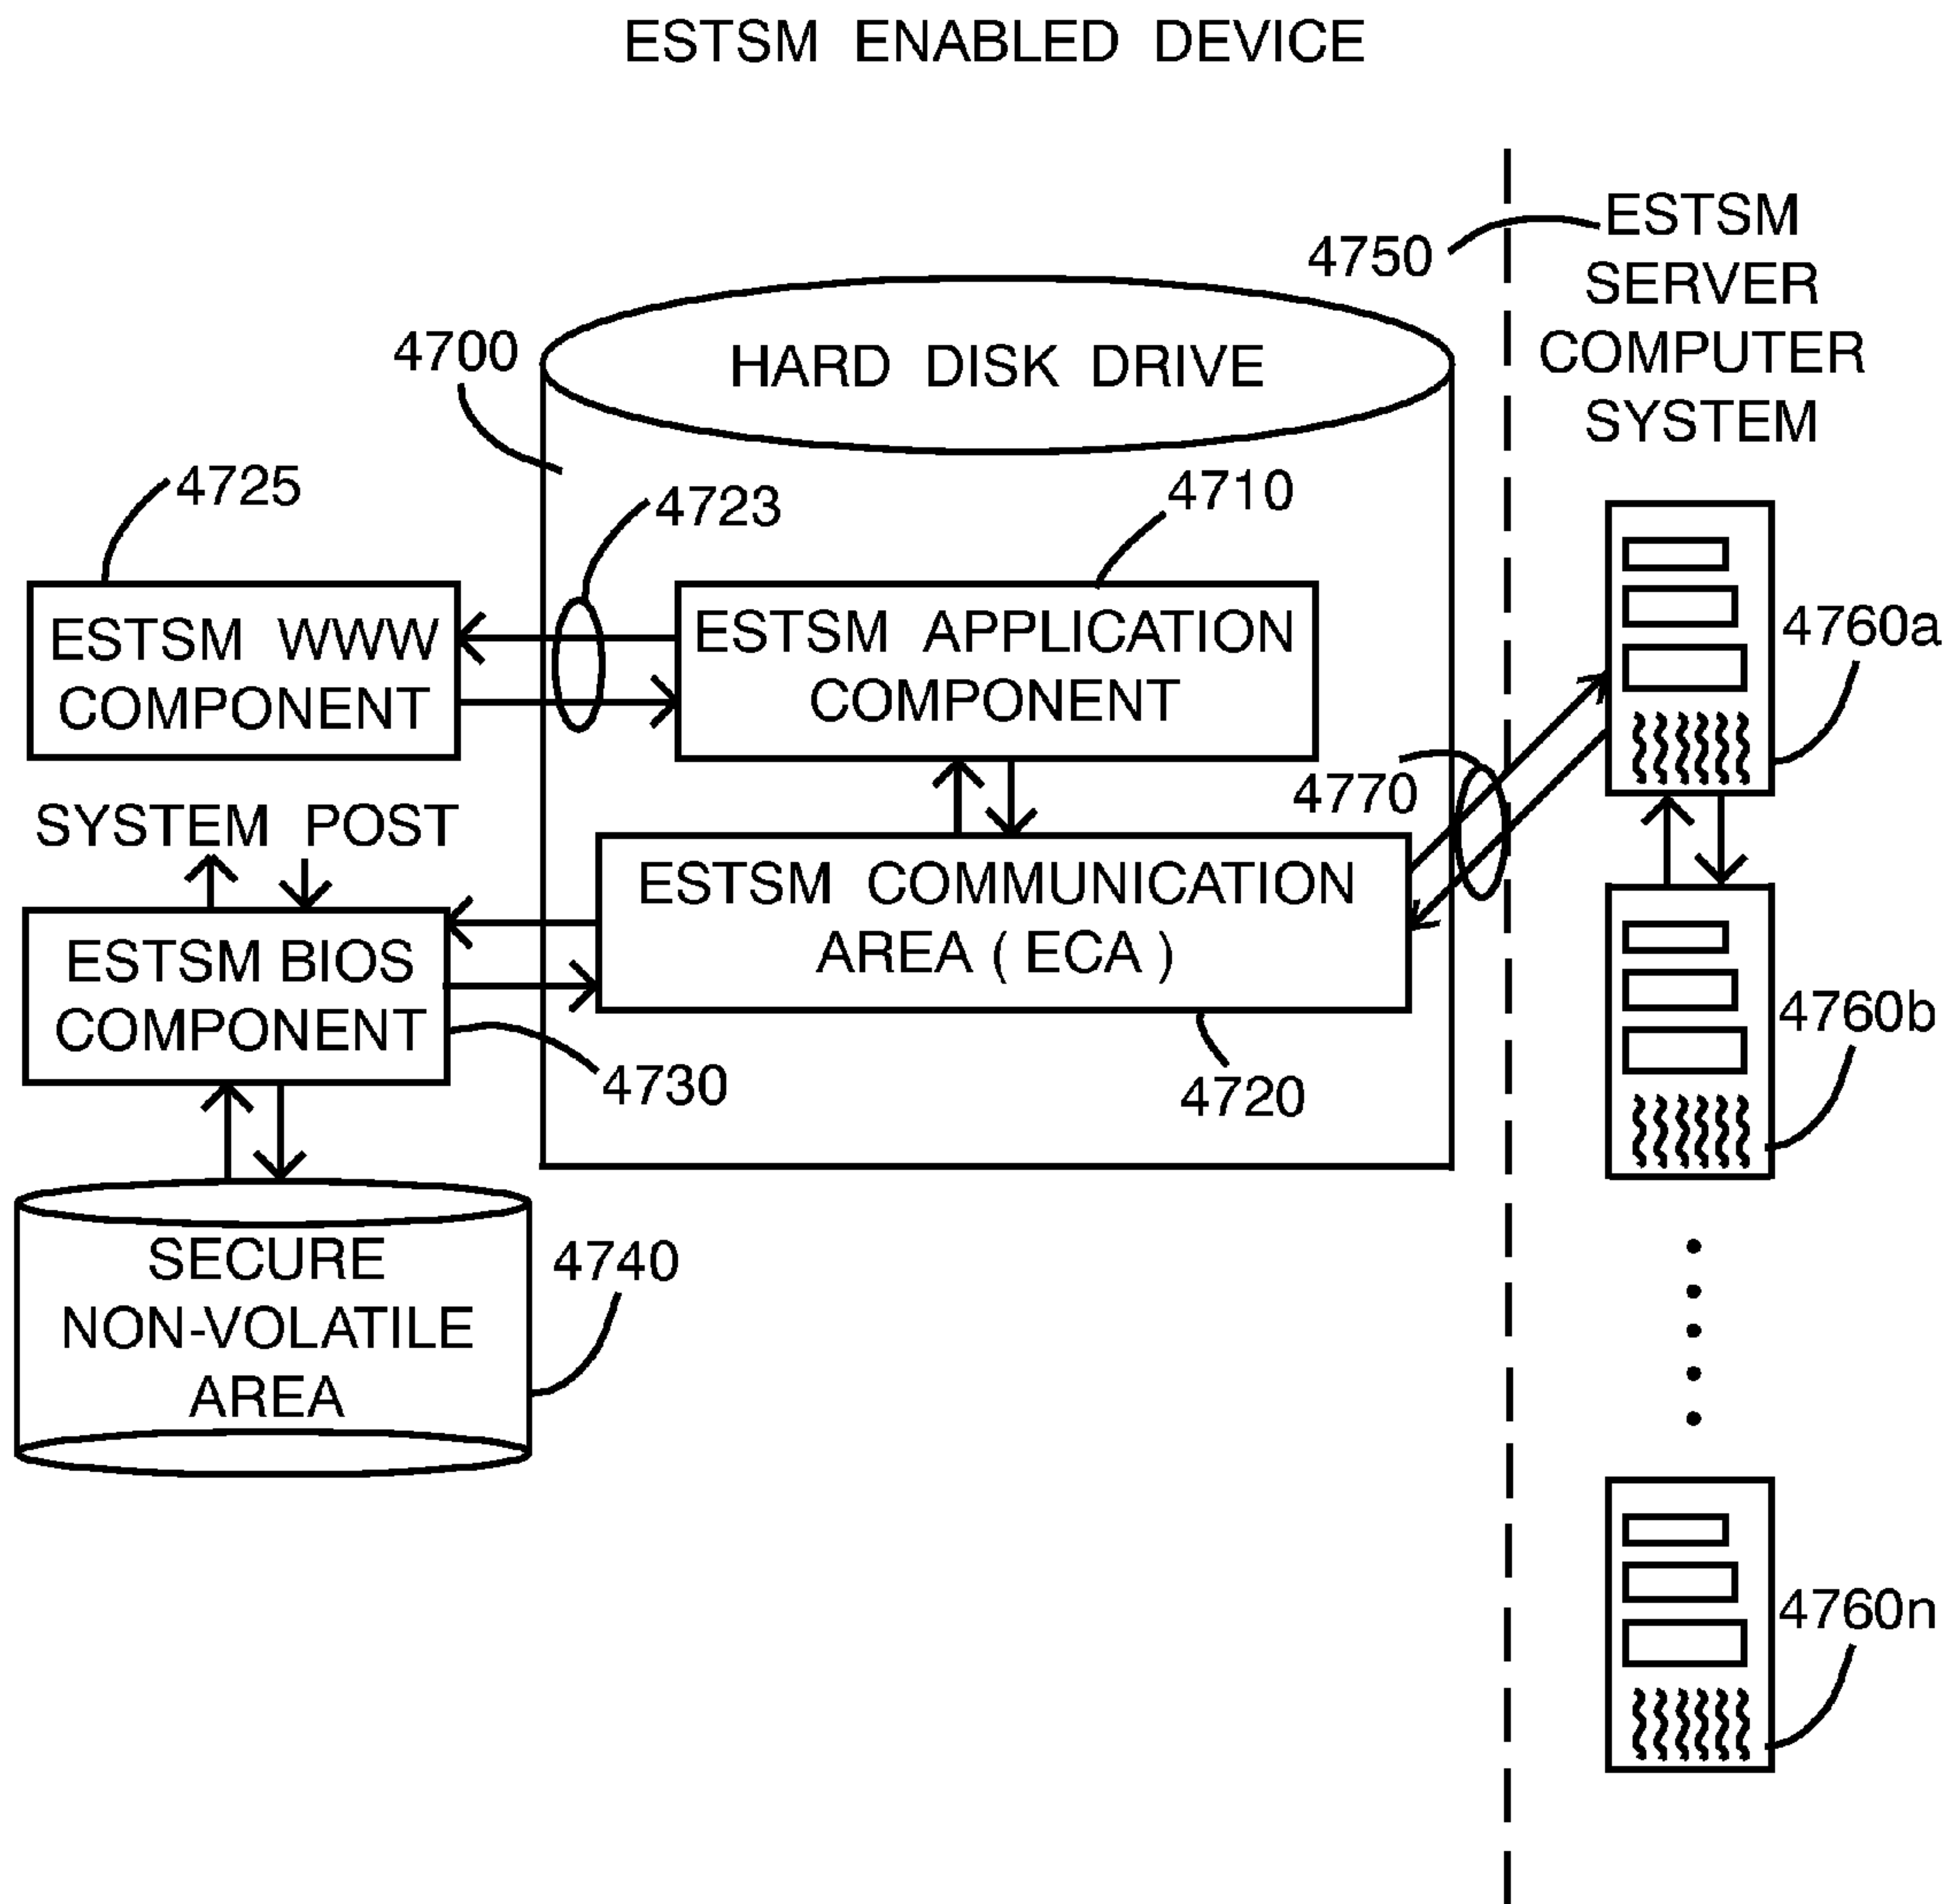 ESTSM ENABLED DEVICE
ESTSM
SERVER
COMPUTER
SYSTEM
4750
4700
HARD DISK DRIVE
4725
4723
4710
ESTSM WWW
COMPONENT
ESTSM APPLICATION
COMPONENT
4760a
4770
SYSTEM POST
ESTSM COMMUNICATION
AREA ( ECA )
ESTSM BIOS
COMPONENT
4760b
4730
4720
SECURE
NON-VOLATILE
AREA
4740
4760n